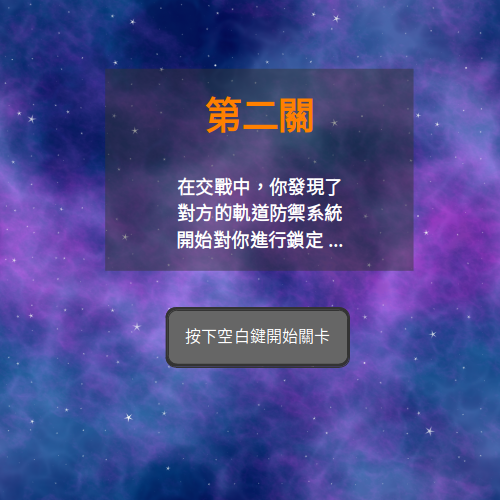 第二關
在交戰中，你發現了
對方的軌道防禦系統
開始對你進行鎖定 ...
按下空白鍵開始關卡